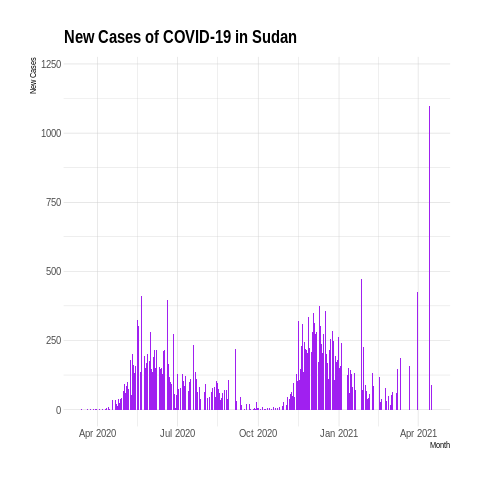 New Cases of COVID-19 in Sudan
New Cases
1250
1000
750
500
250
0
Apr 2020
Jul 2020
Oct 2020
Jan 2021
Apr 2021
Month